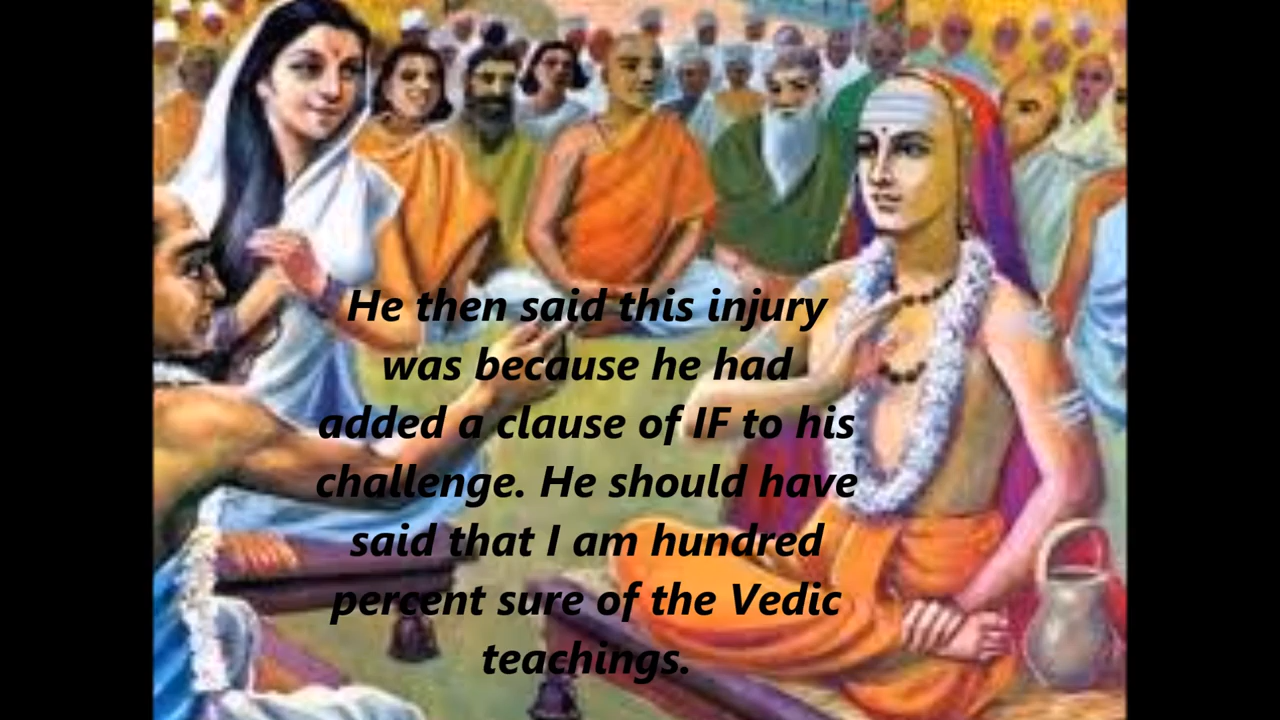 He then said this injury
was because he had
added a clause of IF to his
challenge. He should have
said that I am hundred
percent sure of the Vedic
teachings.